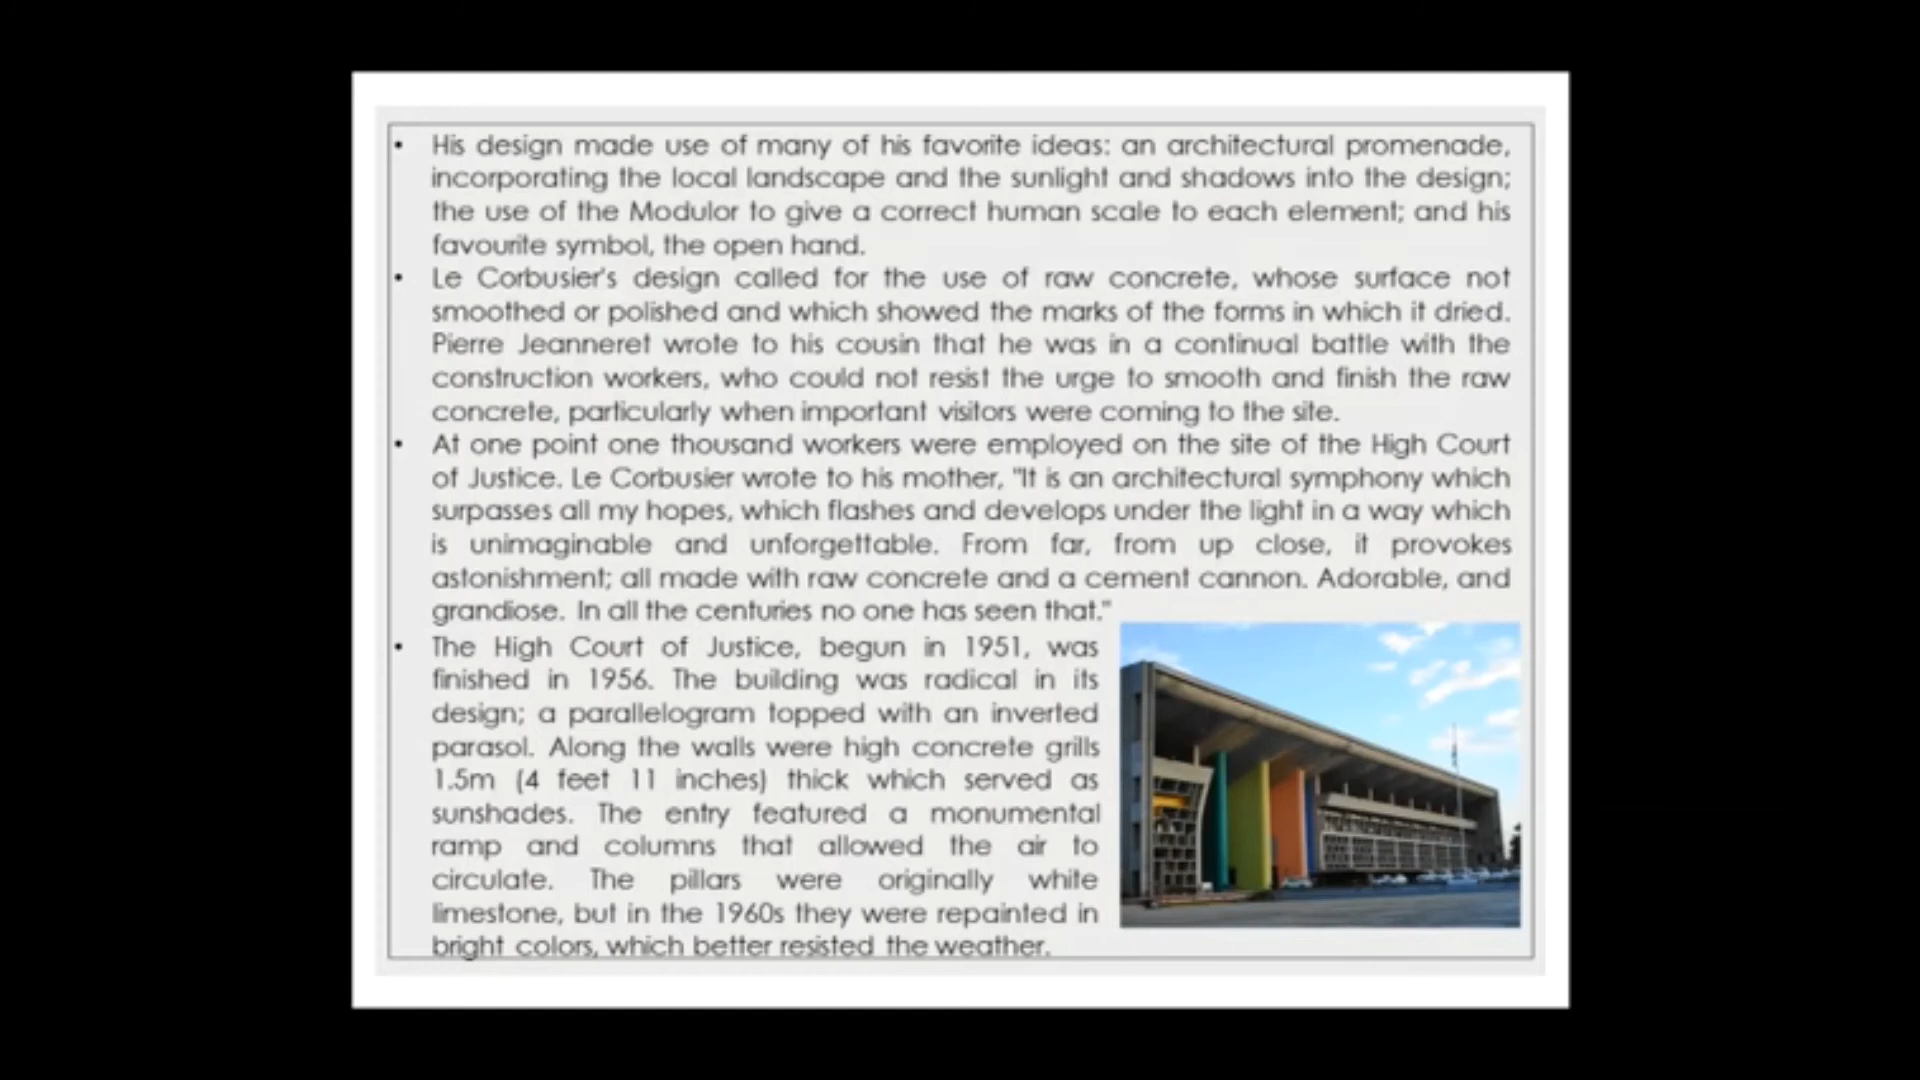 • His design made use of many of his favorite ideas: an architectural promenade,
incorporating the local landscape and the sunlight and shadows into the design;
the use of the Modulor to give a correct human scale to each element; and his
favourite symbol, the open hand.
• Le Corbusier's design called for the use of raw concrete, whose surface not
smoothed or polished and which showed the marks of the forms in which it dried.
Pierre Jeanneret wrote to his cousin that he was in a continual battle with the
construction workers, who could not resist the urge to smooth and finish the raw
concrete, particularly when important visitors were coming to the site.
• At one point one thousand workers were employed on the site of the High Court
of Justice. Le Corbusier wrote to his mother, "It is an architectural symphony which
surpasses all my hopes, which flashes and develops under the light in a way which
is unimaginable and unforgettable. From far, from up close, it provokes
astonishment; all made with raw concrete and a cement cannon. Adorable, and
grandiose. In all the centuries no one has seen that."
• The High Court of Justice, begun in 1951, was
finished in 1956. The building was radical in its
design; a parallelogram topped with an inverted
parasol. Along the walls were high concrete grills
1.5m (4 feet 11 inches) thick which served as
sunshades. The entry featured a monumental
ramp and columns that allowed the air to
circulate. The pillars were originally white
limestone, but in the 1960s they were repainted in
bright colors, which better resisted the weather.